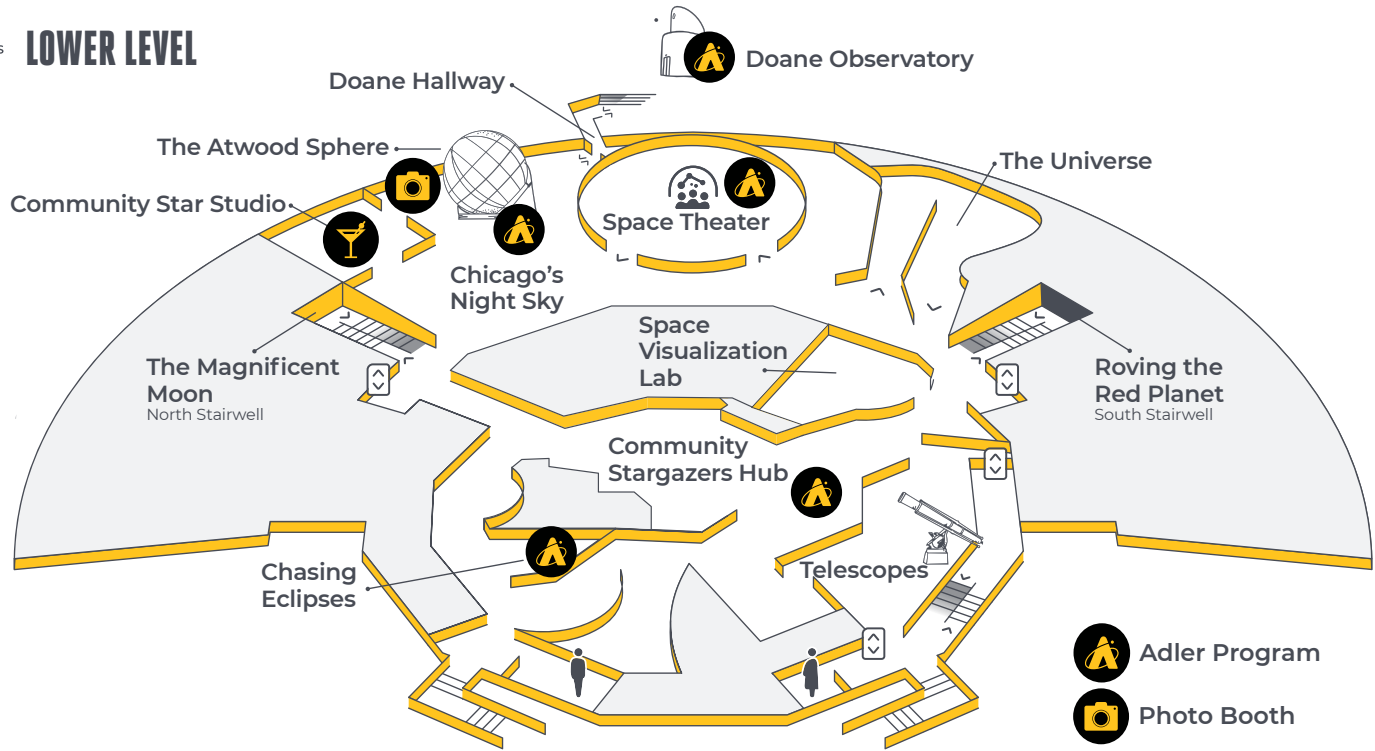 s
LOWER LEVEL
Doane Observatory
Doane Hallway
The Atwood Sphere
The Universe
Community Star Studio
Space Theater
Chicago’s
Night Sky
Space
Visualization
Lab
The Magnificent
Moon
North Stairwell
Roving the
Red Planet
South Stairwell
Community
Stargazers Hub
Chasing
Eclipses
Telescopes
Adler Program
Photo Booth